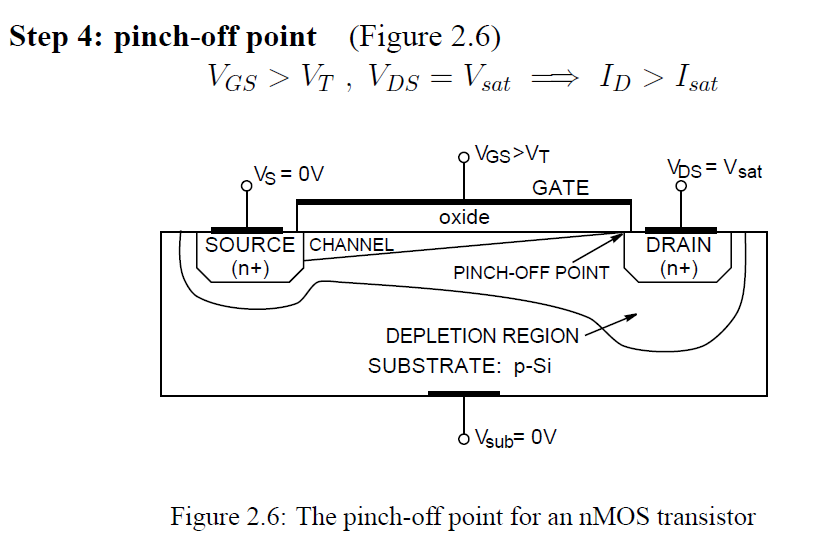 Step 4: pinch-off point (Figure 2.6)
V_GS > V_T , V_DS = V_sat ⟹ I_D > I_sat
V_GS>V_T
V_S = 0V
V_DS = V_sat
GATE
oxide
SOURCE
(n+)
CHANNEL
DRAIN
(n+)
PINCH-OFF POINT
DEPLETION REGION
SUBSTRATE: p-Si
V_sub= 0V
Figure 2.6: The pinch-off point for an nMOS transistor